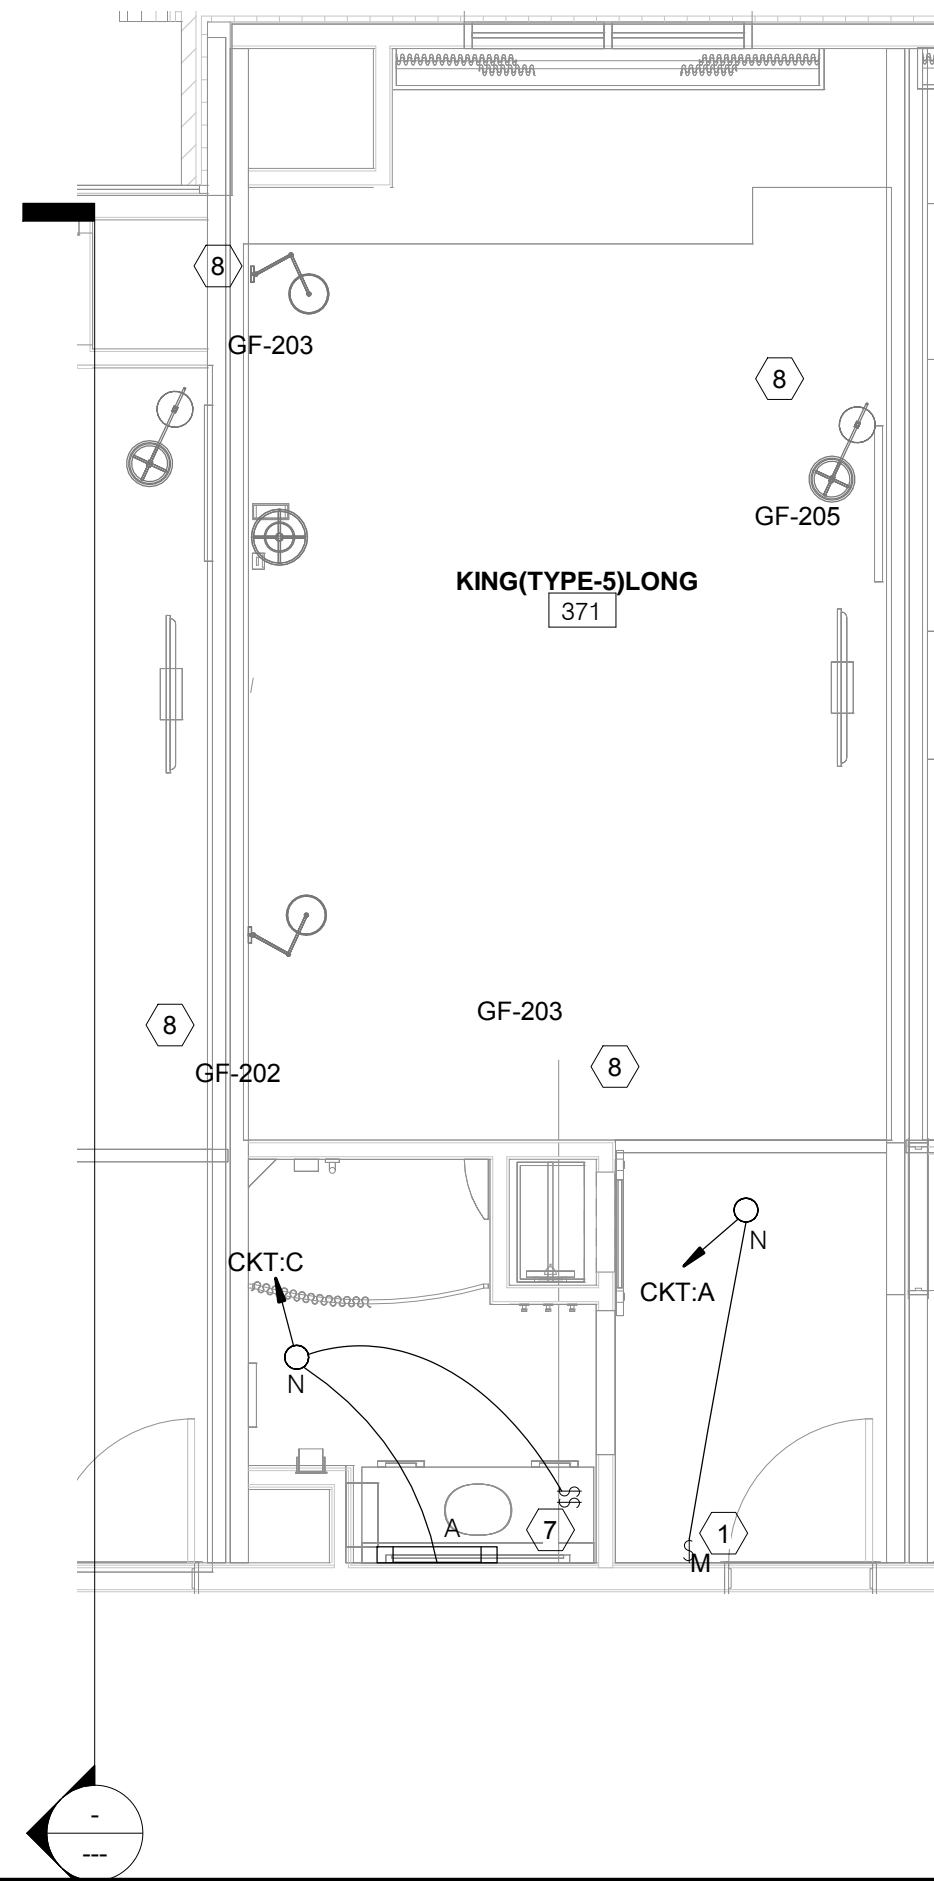 8
GF-203
8
GF-205
KING(TYPE-5)LONG
371
GF-203
8
GF-202
8
N
CKT:C
CKT:A
N
A
7
$$
1
$
M
-
---